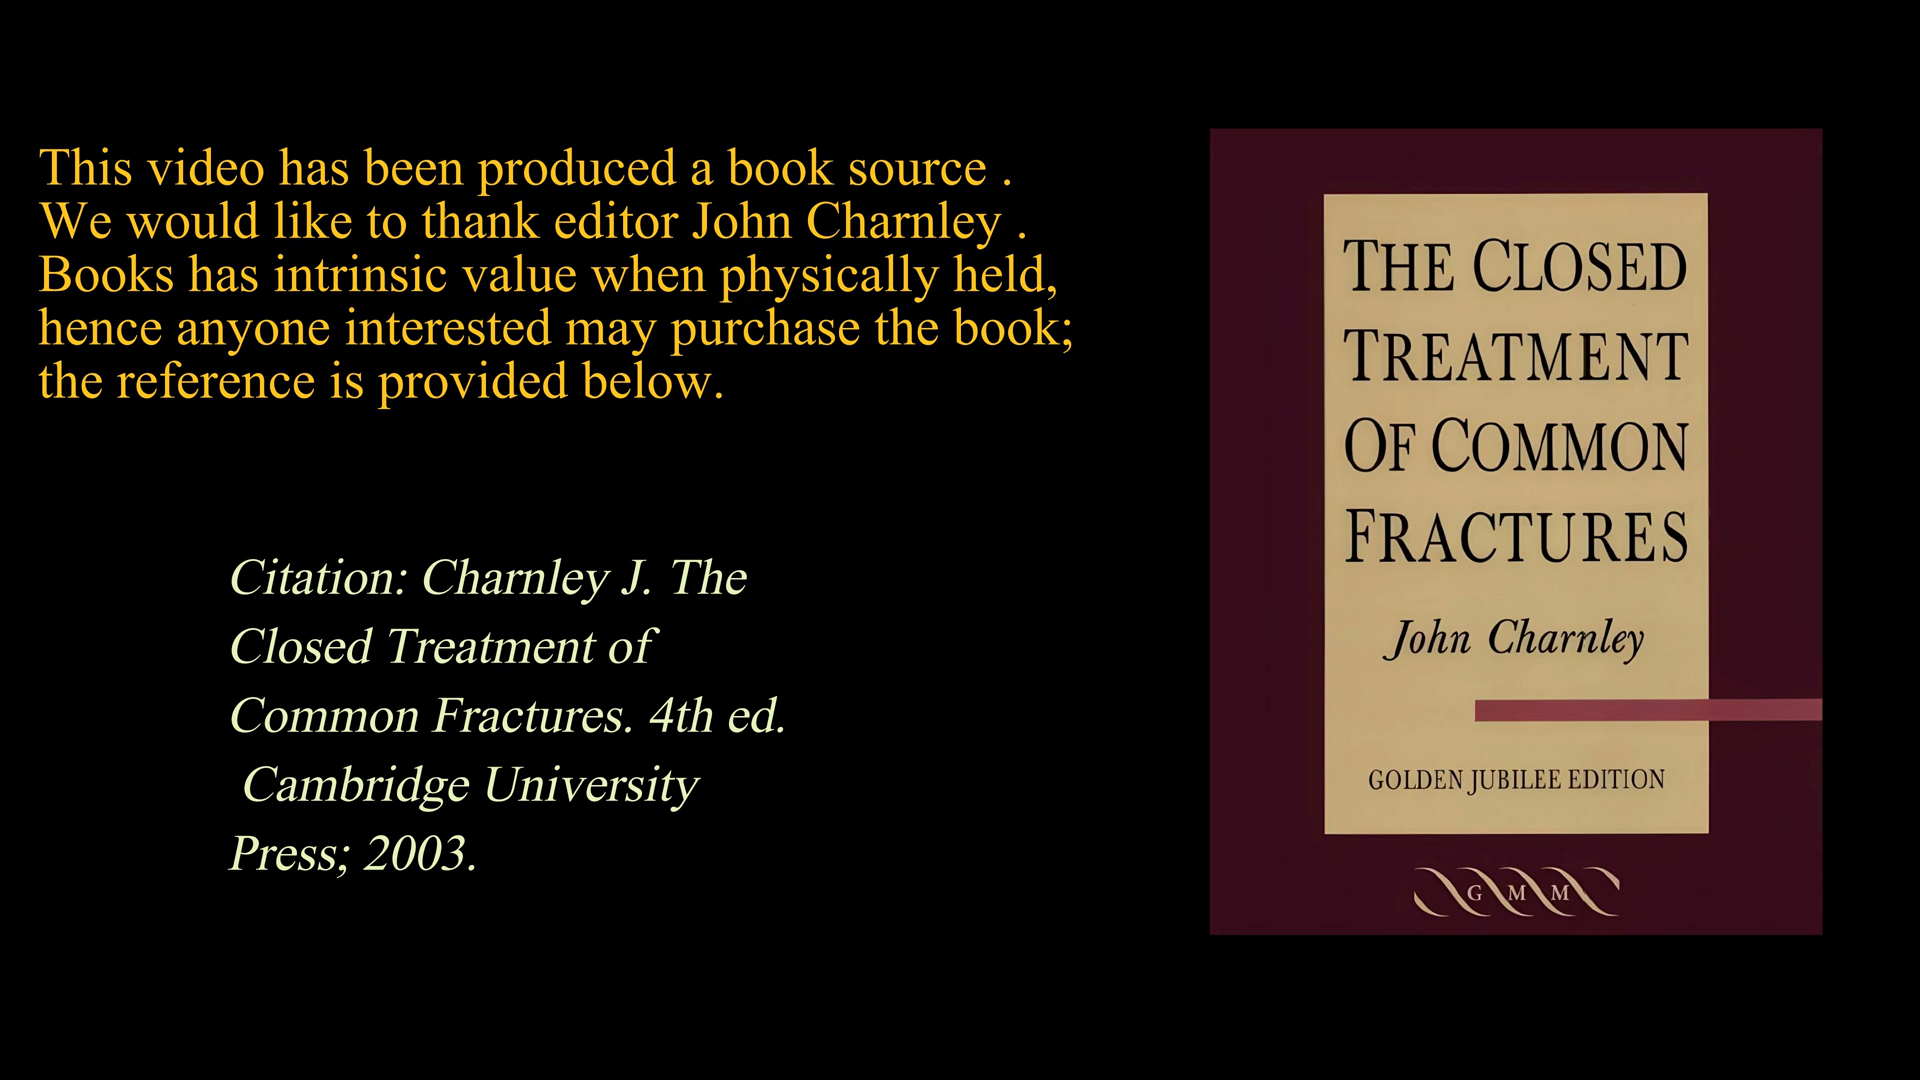 This video has been produced a book source .
We would like to thank editor John Charnley .
Books has intrinsic value when physically held,
hence anyone interested may purchase the book;
the reference is provided below.
Citation: Charnley J. The
Closed Treatment of
Common Fractures. 4th ed.
Cambridge University
Press; 2003.
THE CLOSED
TREATMENT
OF COMMON
FRACTURES
John Charnley
GOLDEN JUBILEE EDITION
G M M